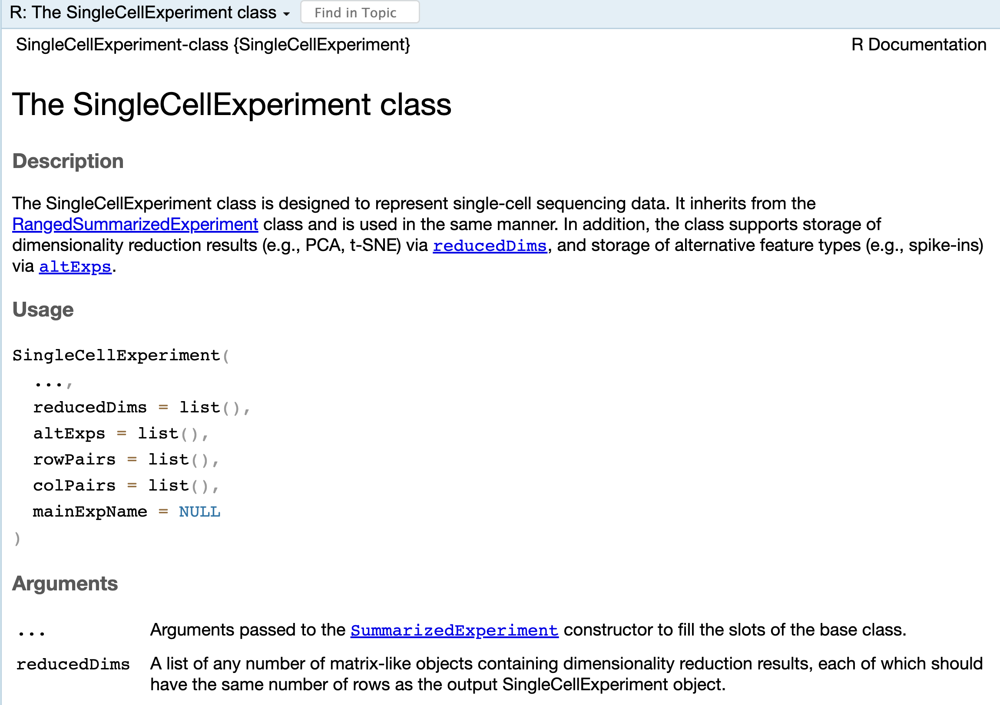 R: The SingleCellExperiment class
Find in Topic
SingleCellExperiment-class {SingleCellExperiment}
R Documentation
The SingleCellExperiment class
Description
The SingleCellExperiment class is designed to represent single-cell sequencing data. It inherits from the
RangedSummarizedExperiment class and is used in the same manner. In addition, the class supports storage of
dimensionality reduction results (e.g., PCA, t-SNE) via reducedDims, and storage of alternative feature types (e.g., spike-ins)
via altExps.
Usage
SingleCellExperiment(
  ...,
  reducedDims = list(),
  altExps = list(),
  rowPairs = list(),
  colPairs = list(),
  mainExpName = NULL
)
Arguments
... Arguments passed to the SummarizedExperiment constructor to fill the slots of the base class.
reducedDims A list of any number of matrix-like objects containing dimensionality reduction results, each of which should
have the same number of rows as the output SingleCellExperiment object.